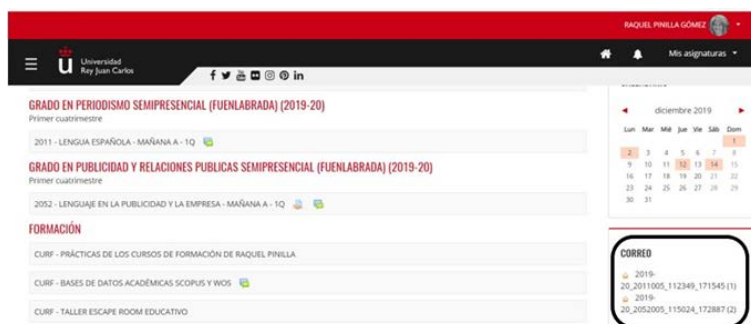 RAQUEL PINILLA GÓMEZ
Universidad
Rey Juan Carlos
Mis asignaturas
GRADO EN PERIODISMO SEMIPRESENCIAL (FUENLABRADA) (2019-20)
Primer cuatrimestre
2011 - LENGUA ESPAÑOLA - MAÑANA A - 1Q
GRADO EN PUBLICIDAD Y RELACIONES PUBLICAS SEMIPRESENCIAL (FUENLABRADA) (2019-20)
Primer cuatrimestre
2052 - LENGUAJE EN LA PUBLICIDAD Y LA EMPRESA - MAÑANA A - 1Q
FORMACIÓN
CURF - PRÁCTICAS DE LOS CURSOS DE FORMACIÓN DE RAQUEL PINILLA
CURF - BASES DE DATOS ACADÉMICAS SCOPUS Y WOS
CURF - TALLER ESCAPE ROOM EDUCATIVO
diciembre 2019
Lun Mar Mié Jue Vie Sáb Dom
1
2 3 4 5 6 7 8
9 10 11 12 13 14 15
16 17 18 19 20 21 22
23 24 25 26 27 28 29
30 31
CORREO
2019-
20_2011005_112349_171545 (1)
2019-
20_2052005_115024_172887 (2)